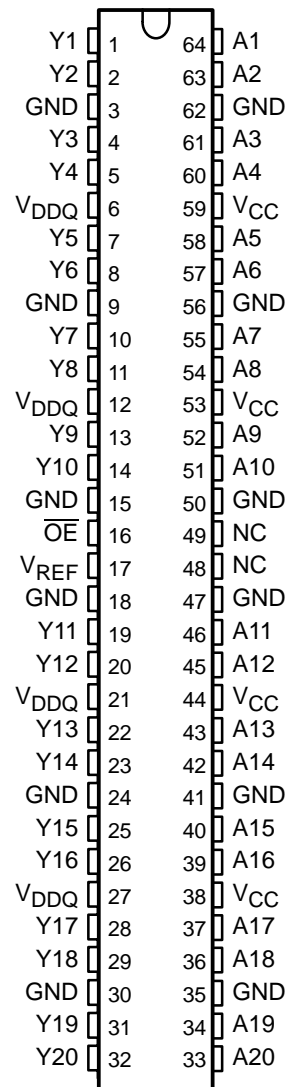 Y1 1 64 A1
Y2 2 63 A2
GND 3 62 GND
Y3 4 61 A3
Y4 5 60 A4
VDDQ 6 59 VCC
Y5 7 58 A5
Y6 8 57 A6
GND 9 56 GND
Y7 10 55 A7
Y8 11 54 A8
VDDQ 12 53 VCC
Y9 13 52 A9
Y10 14 51 A10
GND 15 50 GND
O̅E̅ 16 49 NC
VREF 17 48 NC
GND 18 47 GND
Y11 19 46 A11
Y12 20 45 A12
VDDQ 21 44 VCC
Y13 22 43 A13
Y14 23 42 A14
GND 24 41 GND
Y15 25 40 A15
Y16 26 39 A16
VDDQ 27 38 VCC
Y17 28 37 A17
Y18 29 36 A18
GND 30 35 GND
Y19 31 34 A19
Y20 32 33 A20